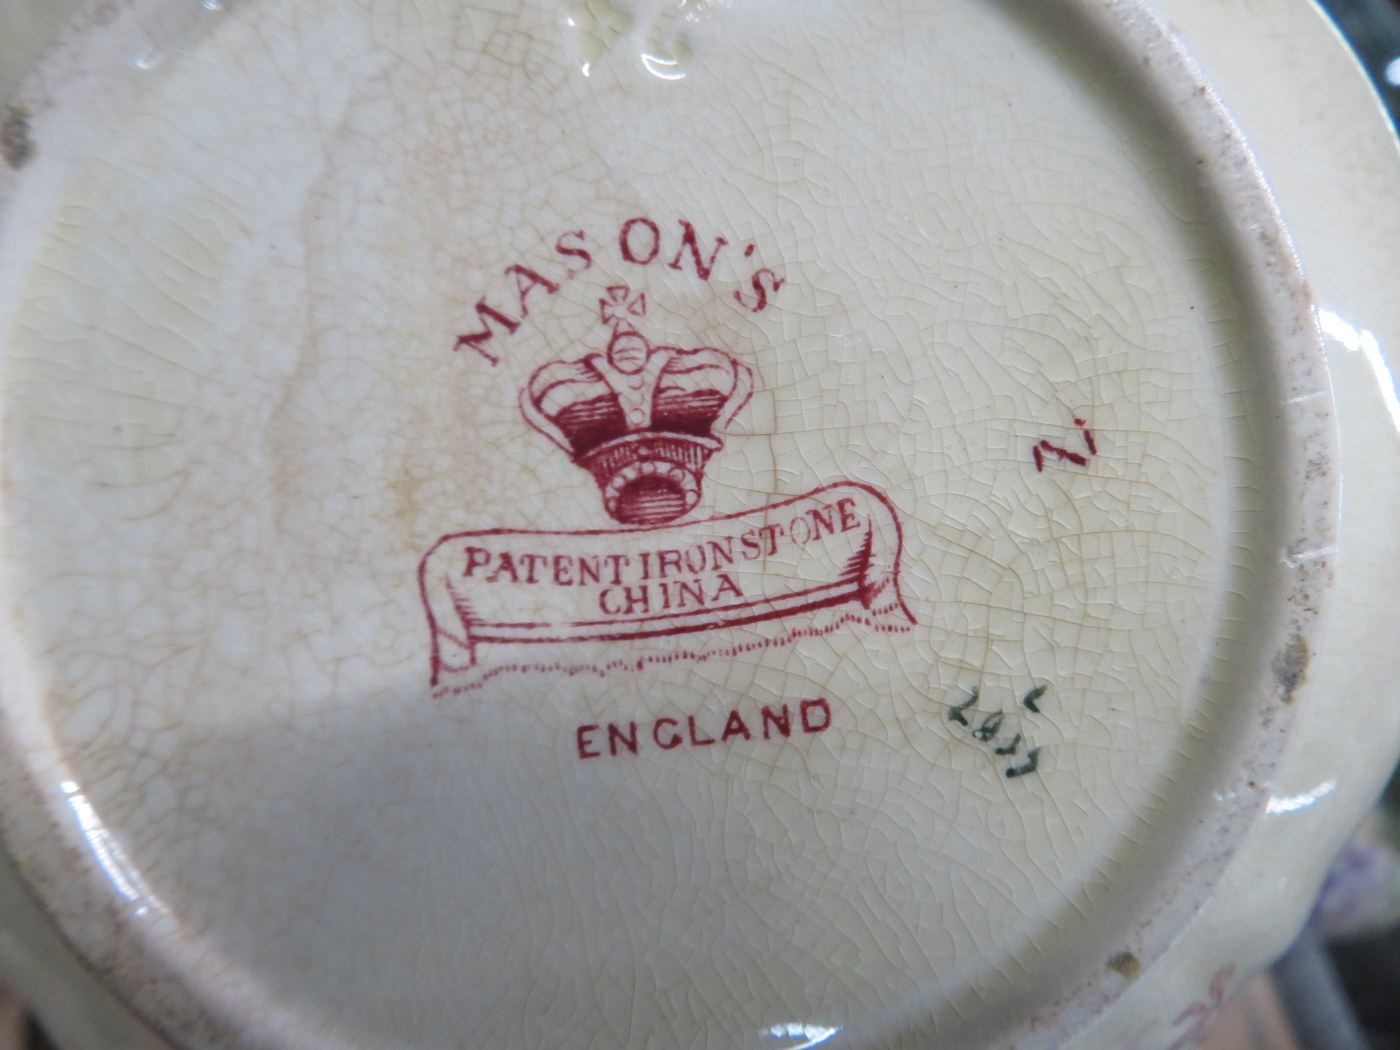 MASON'S
PATENT IRONSTONE
CHINA
ENGLAND
N